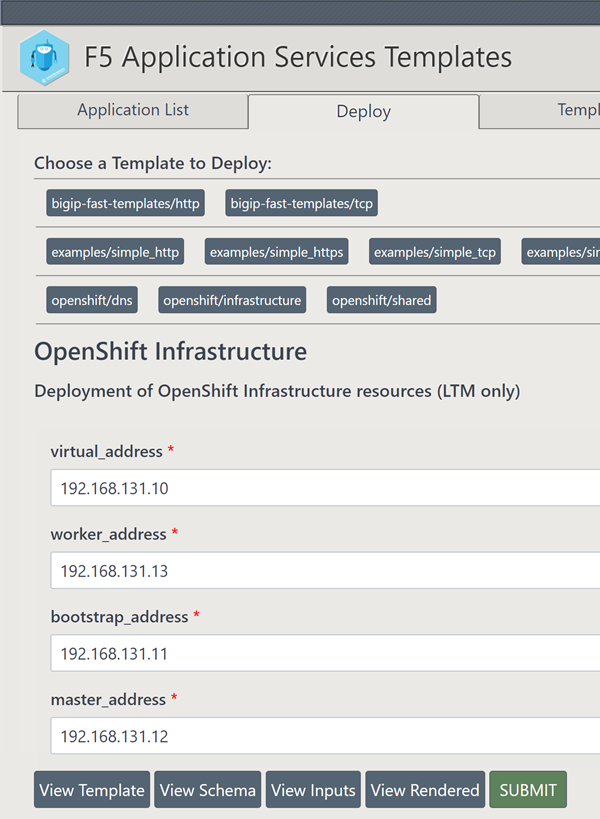 F5 Application Services Templates
Application List Deploy
Choose a Template to Deploy:
bigip-fast-templates/http bigip-fast-templates/tcp
examples/simple_http examples/simple_https examples/simple_tcp
openshift/dns openshift/infrastructure openshift/shared
OpenShift Infrastructure
Deployment of OpenShift Infrastructure resources (LTM only)
virtual_address *
192.168.131.10
worker_address *
192.168.131.13
bootstrap_address *
192.168.131.11
master_address *
192.168.131.12
View Template View Schema View Inputs View Rendered SUBMIT